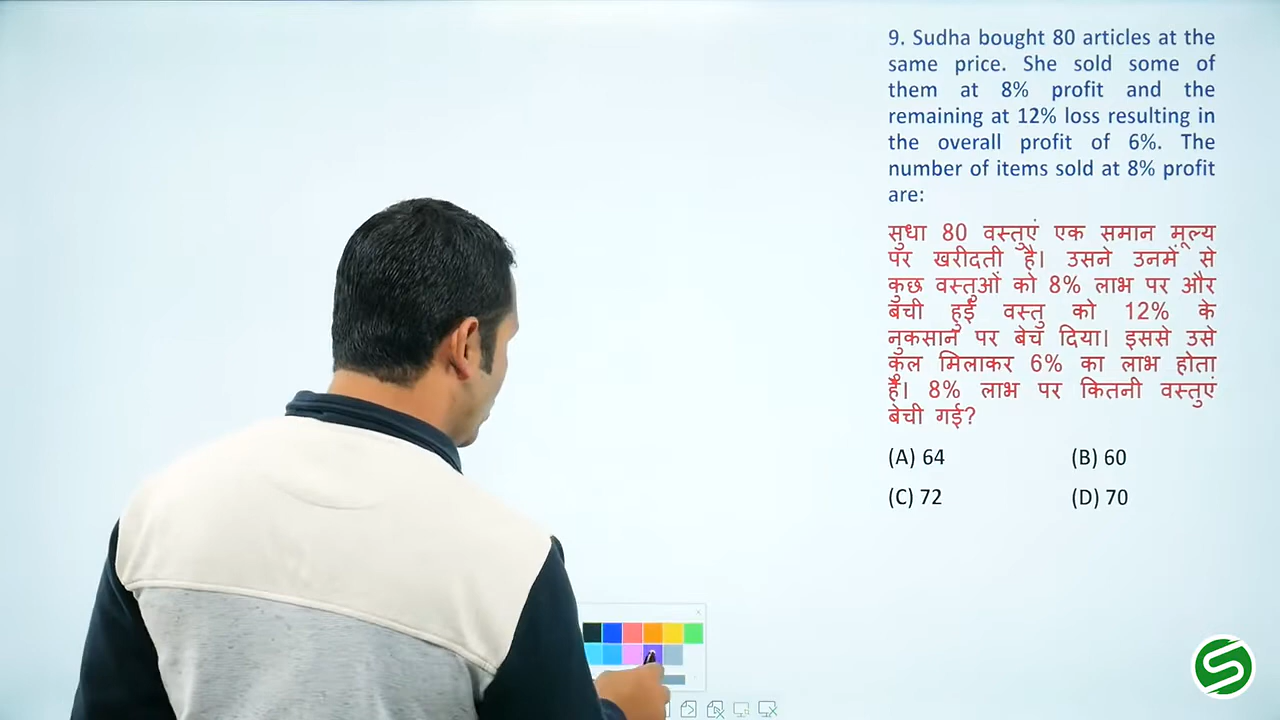 9. Sudha bought 80 articles at the
same price. She sold some of
them at 8% profit and the
remaining at 12% loss resulting in
the overall profit of 6%. The
number of items sold at 8% profit
are:
सुधा 80 वस्तुएं एक समान मूल्य
पर खरीदती है। उसने उनमें से
कुछ वस्तुओं को 8% लाभ पर और
बची हुई वस्तु को 12% के
नुकसान पर बेच दिया। इससे उसे
कुल मिलाकर 6% का लाभ होता
है। 8% लाभ पर कितनी वस्तुएं
बेची गई?
(A) 64 (B) 60
(C) 72 (D) 70